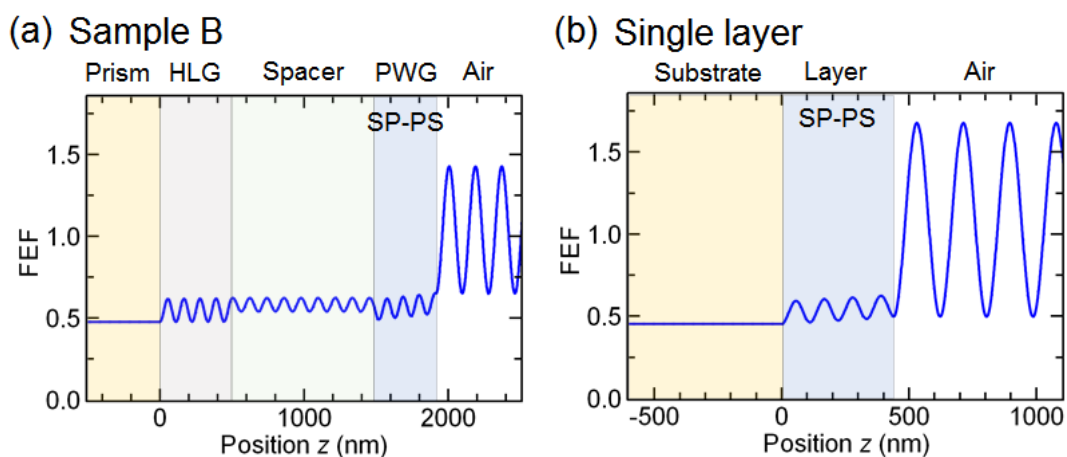 (a) Sample B
Prism HLG Spacer PWG Air
SP-PS
FEF
1.5
1.0
0.5
0.0
0 1000 2000
Position z (nm)
(b) Single layer
Substrate Layer Air
SP-PS
FEF
1.5
1.0
0.5
0.0
-500 0 500 1000
Position z (nm)